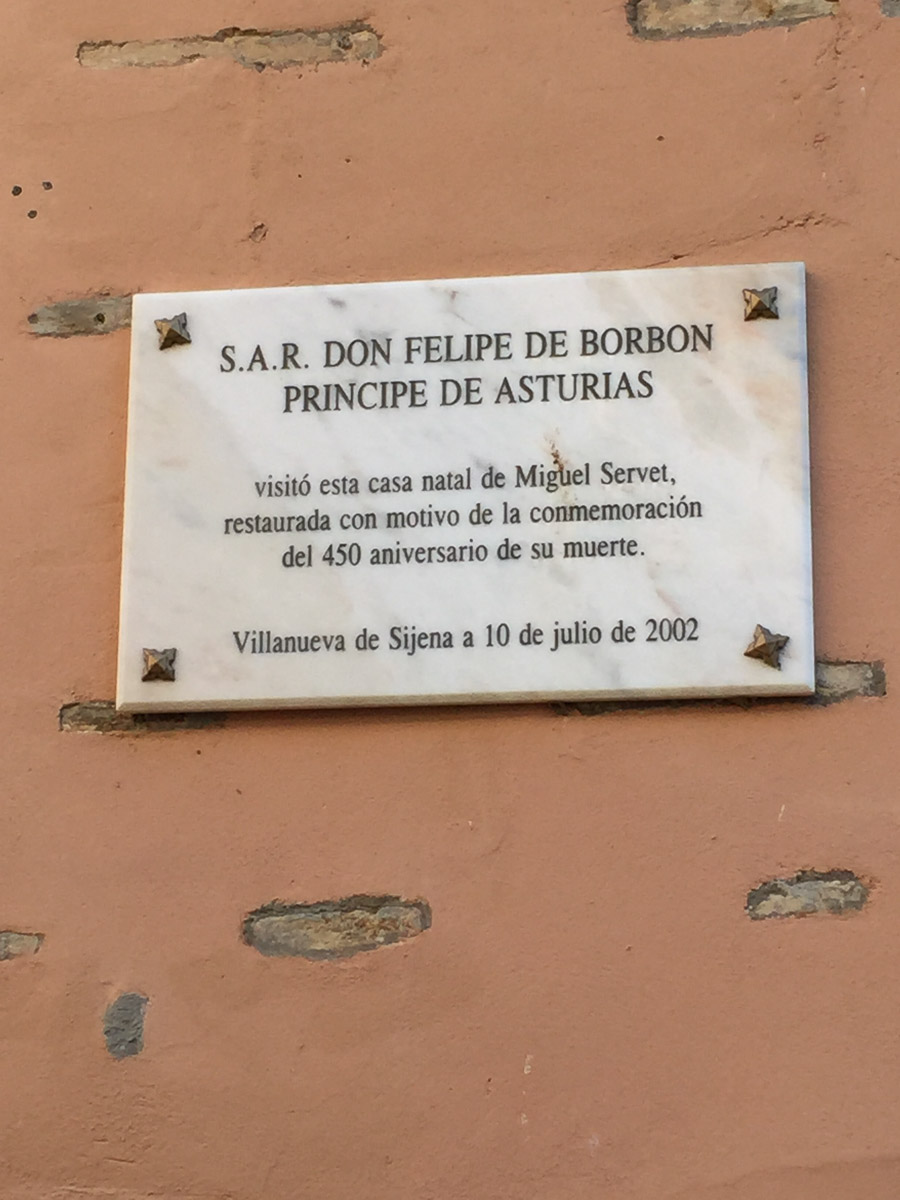 S.A.R. DON FELIPE DE BORBON
PRINCIPE DE ASTURIAS
visitó esta casa natal de Miguel Servet,
restaurada con motivo de la conmemoración
del 450 aniversario de su muerte.
Villanueva de Sijena a 10 de julio de 2002